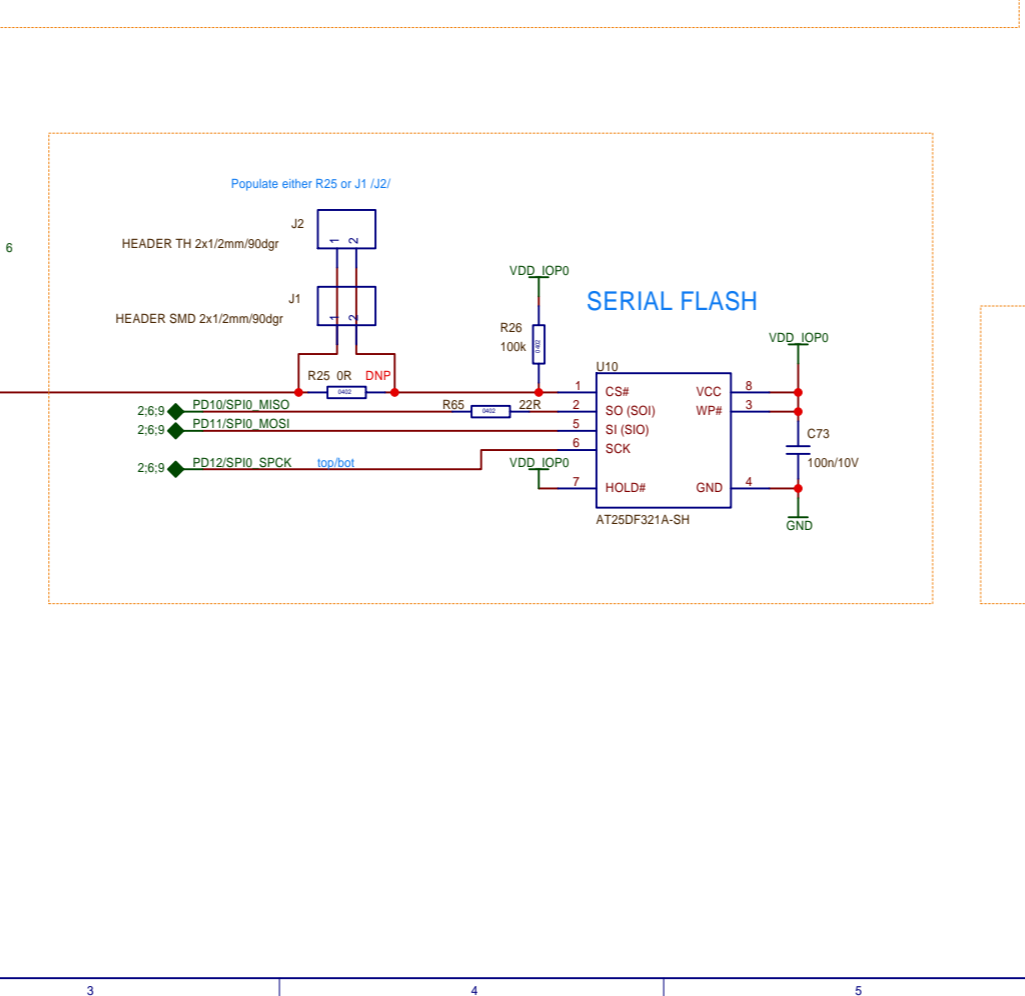 Populate either R25 or J1 /J2/
J2
1 2
HEADER TH 2x1/2mm/90dgr
6
VDD_IOP0
J1
1 2
HEADER SMD 2x1/2mm/90dgr
SERIAL FLASH
R26
100k
0402
VDD_IOP0
R25 0R DNP
0402
U10
1 CS#
VCC 8
2;6;9 PD10/SPI0_MISO
R65 0402 22R
2 SO (SOI)
WP# 3
2;6;9 PD11/SPI0_MOSI
5 SI (SIO)
C73
6 SCK
2;6;9 PD12/SPI0_SPCK top/bot
VDD_IOP0
100n/10V
7 HOLD#
GND 4
AT25DF321A-SH
GND
3 4 5